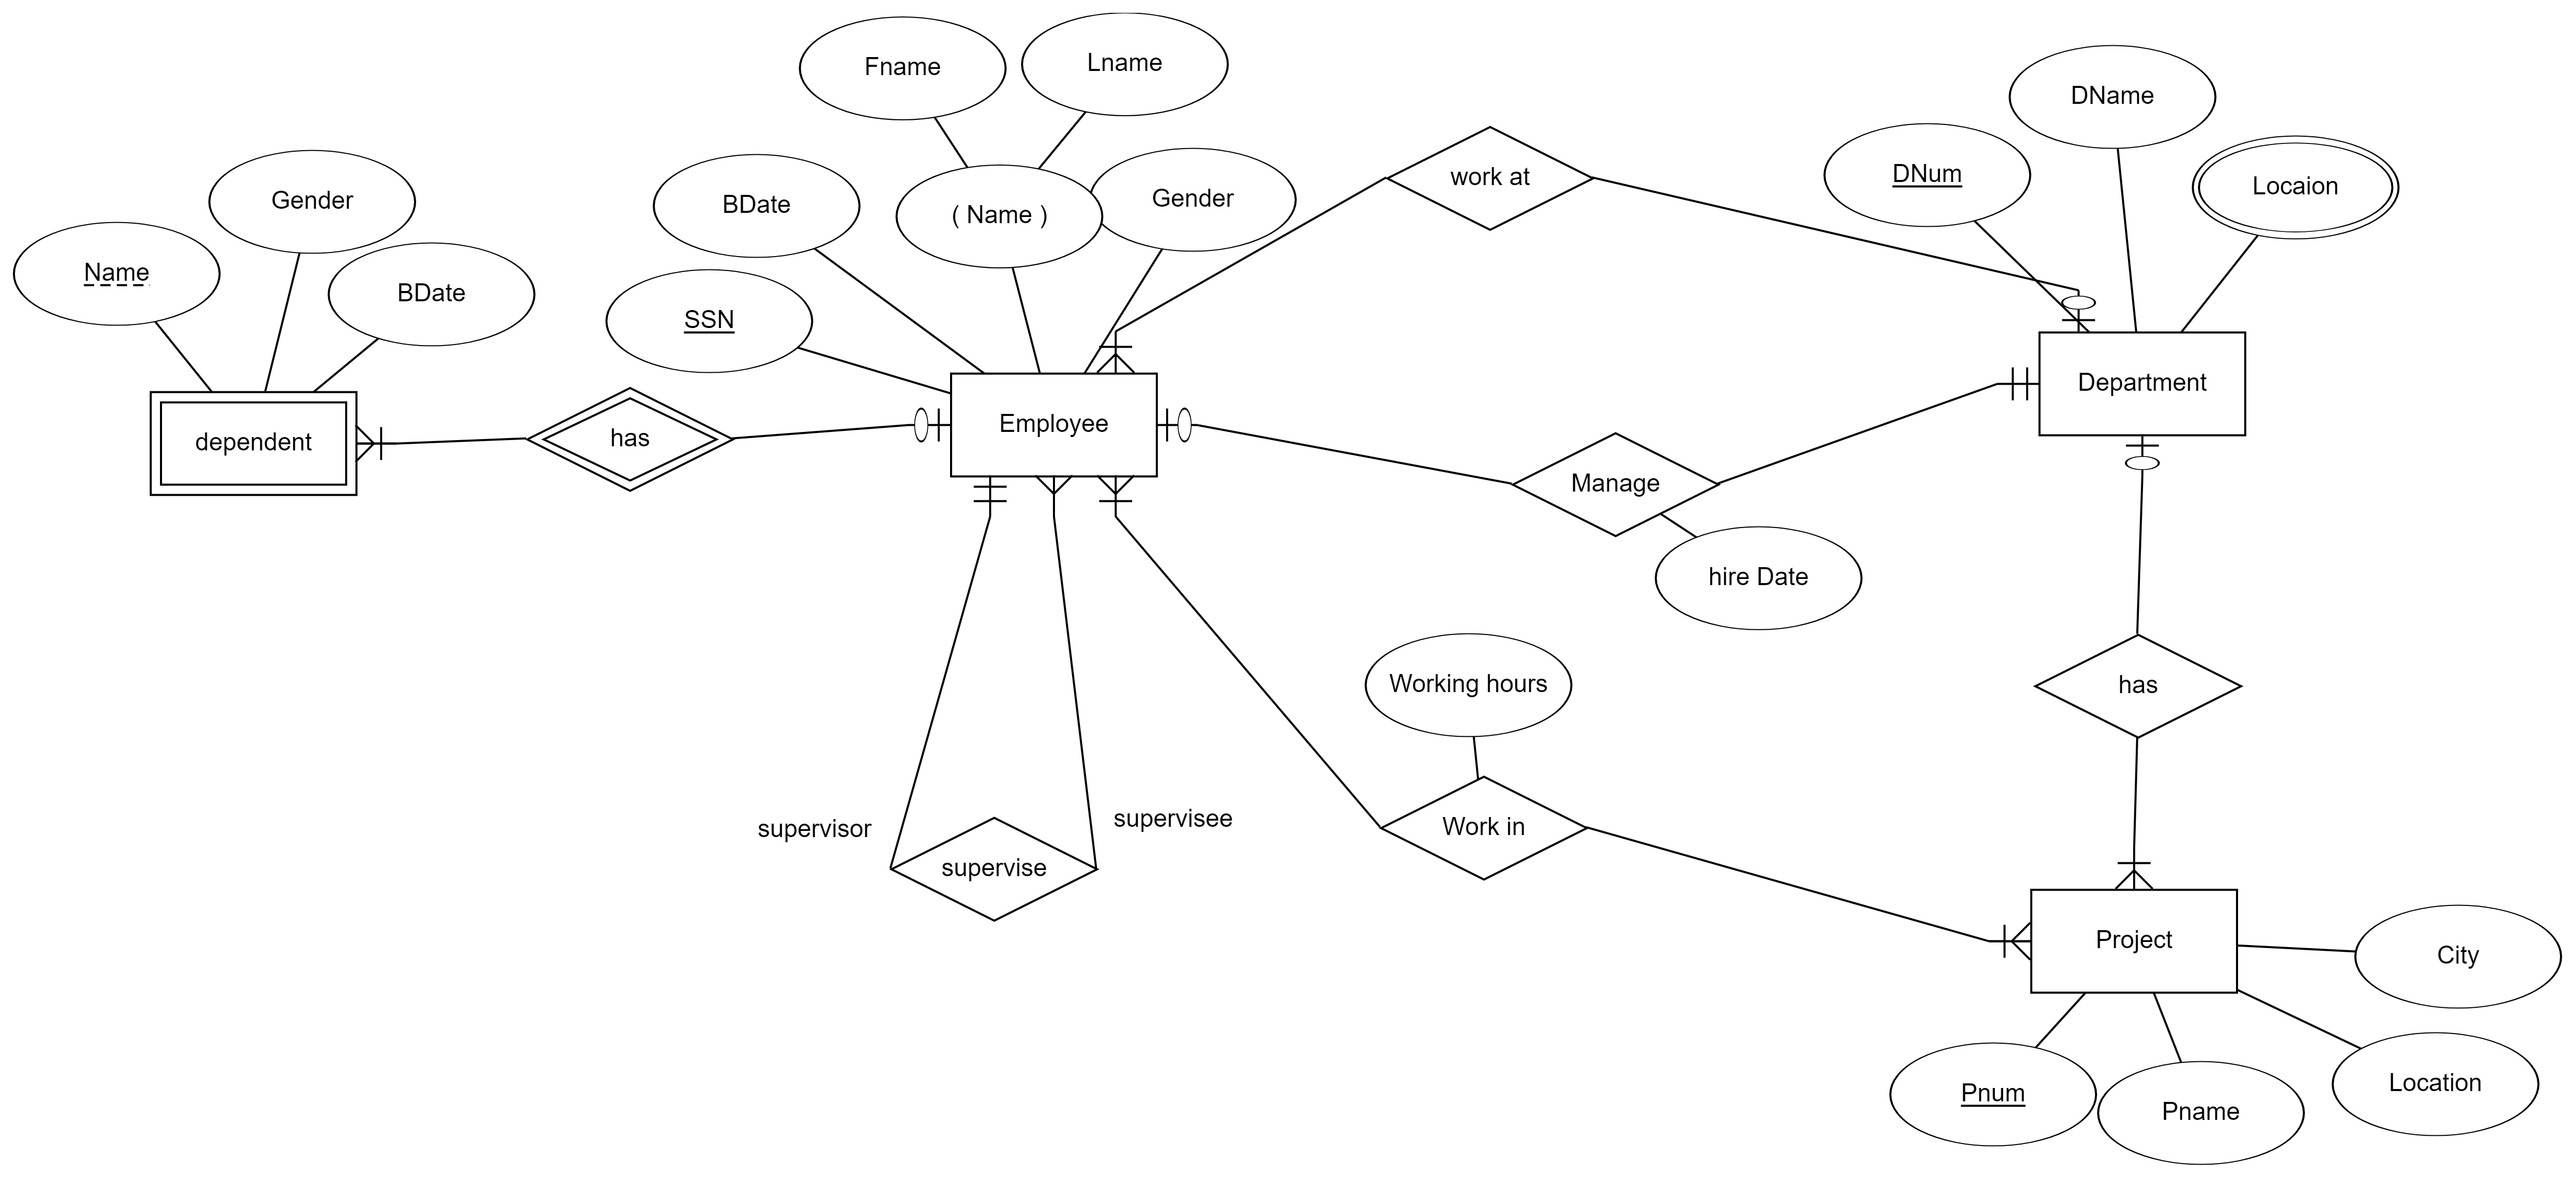 Fname
Lname
DName
Gender
BDate
( Name )
Gender
work at
DNum
Locaion
Name
BDate
SSN
dependent
has
Employee
Department
Manage
hire Date
Working hours
has
supervisor
supervisee
supervise
Work in
Project
City
Pnum
Pname
Location